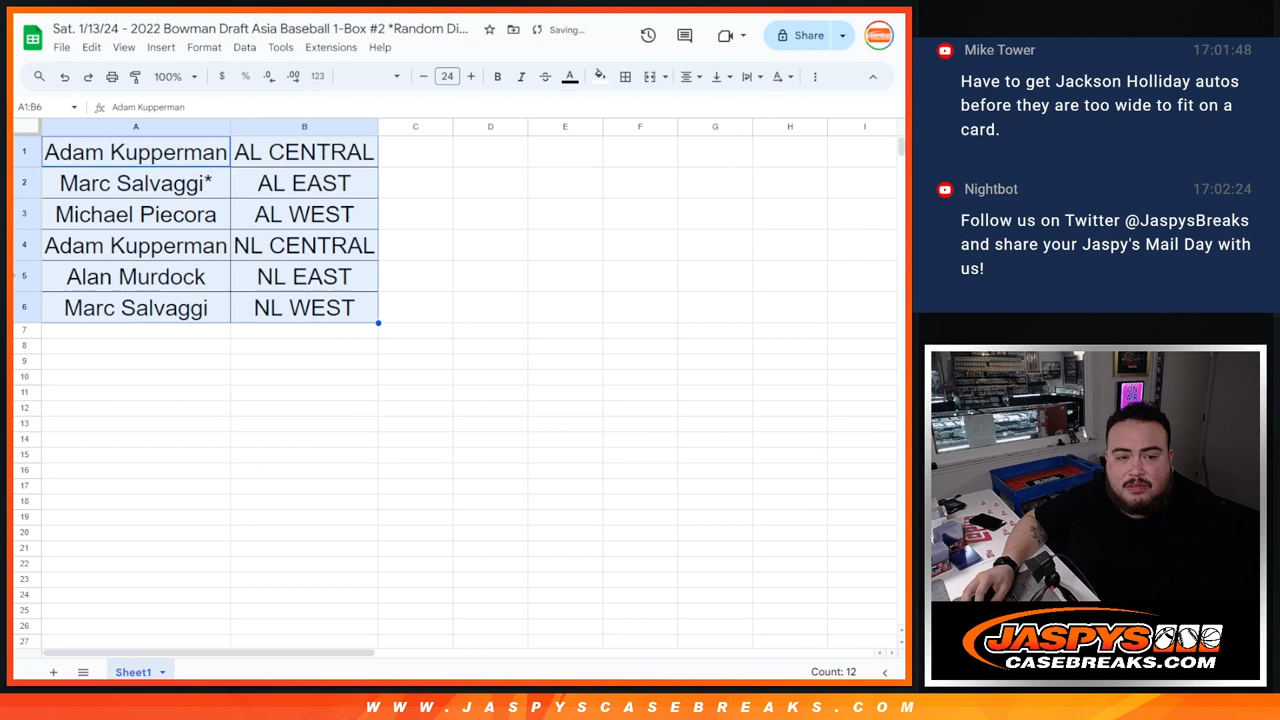 Sat. 1/13/24 - 2022 Bowman Draft Asia Baseball 1-Box #2 *Random Di...
Saving...
Share
File Edit View Insert Format Data Tools Extensions Help
100% $ % .0 .00 123 24 B I A
A1:B6 fx Adam Kupperman
A B C D E F G H I
1 Adam Kupperman AL CENTRAL
2 Marc Salvaggi* AL EAST
3 Michael Piecora AL WEST
4 Adam Kupperman NL CENTRAL
5 Alan Murdock NL EAST
6 Marc Salvaggi NL WEST
7
8
9
10
11
12
13
14
15
16
17
18
19
20
21
22
23
24
25
26
27
Sheet1
Count: 12
Mike Tower 17:01:48
Have to get Jackson Holliday autos
before they are too wide to fit on a
card.
Nightbot 17:02:24
Follow us on Twitter @JaspysBreaks
and share your Jaspy's Mail Day with
us!
JASPYS
CASEBREAKS.COM
WWW.JASPYSCASEBREAKS.COM